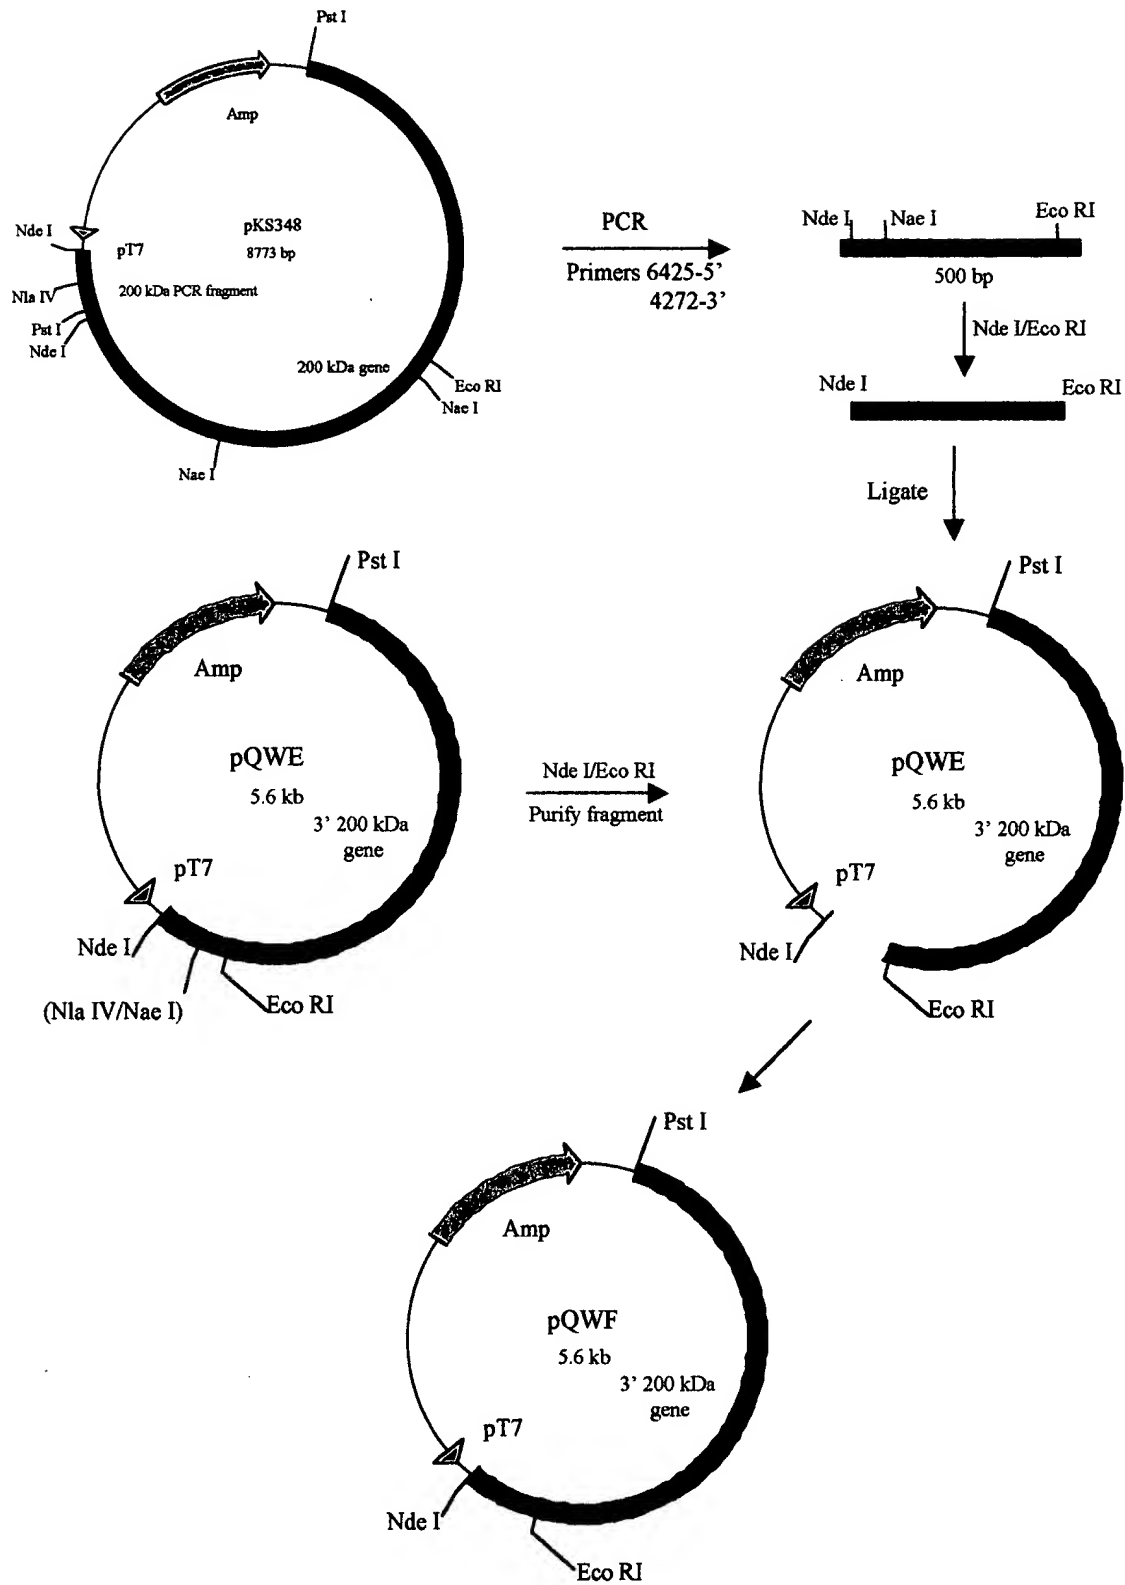 Pst I
Amp
Nde I
pT7
pKS348
8773 bp
Nla IV
200 kDa PCR fragment
Pst I
Nde I
200 kDa gene
Eco RI
Nae I
Nae I
PCR
Primers 6425-5’
4272-3’
Nde I
Nae I
Eco RI
500 bp
Nde I/Eco RI
Nde I
Eco RI
Ligate
Pst I
Amp
pQWE
5.6 kb
3’ 200 kDa
gene
pT7
Nde I
(Nla IV/Nae I)
Eco RI
Nde I/Eco RI
Purify fragment
Pst I
Amp
pQWE
5.6 kb
3’ 200 kDa
gene
pT7
Nde I
Eco RI
Pst I
Amp
pQWF
5.6 kb
3’ 200 kDa
gene
pT7
Nde I
Eco RI